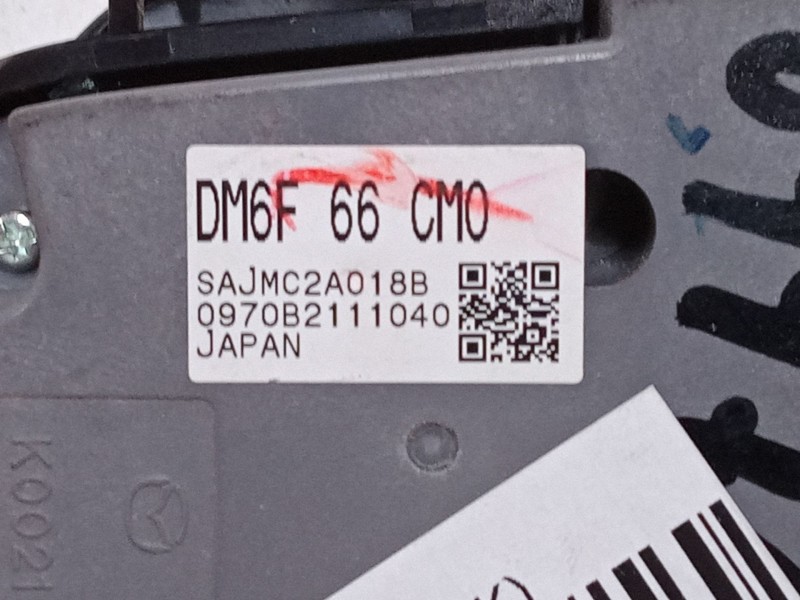 DM6F 66 CM0
SAJMC2A018B
0970B2111040
JAPAN
K0021